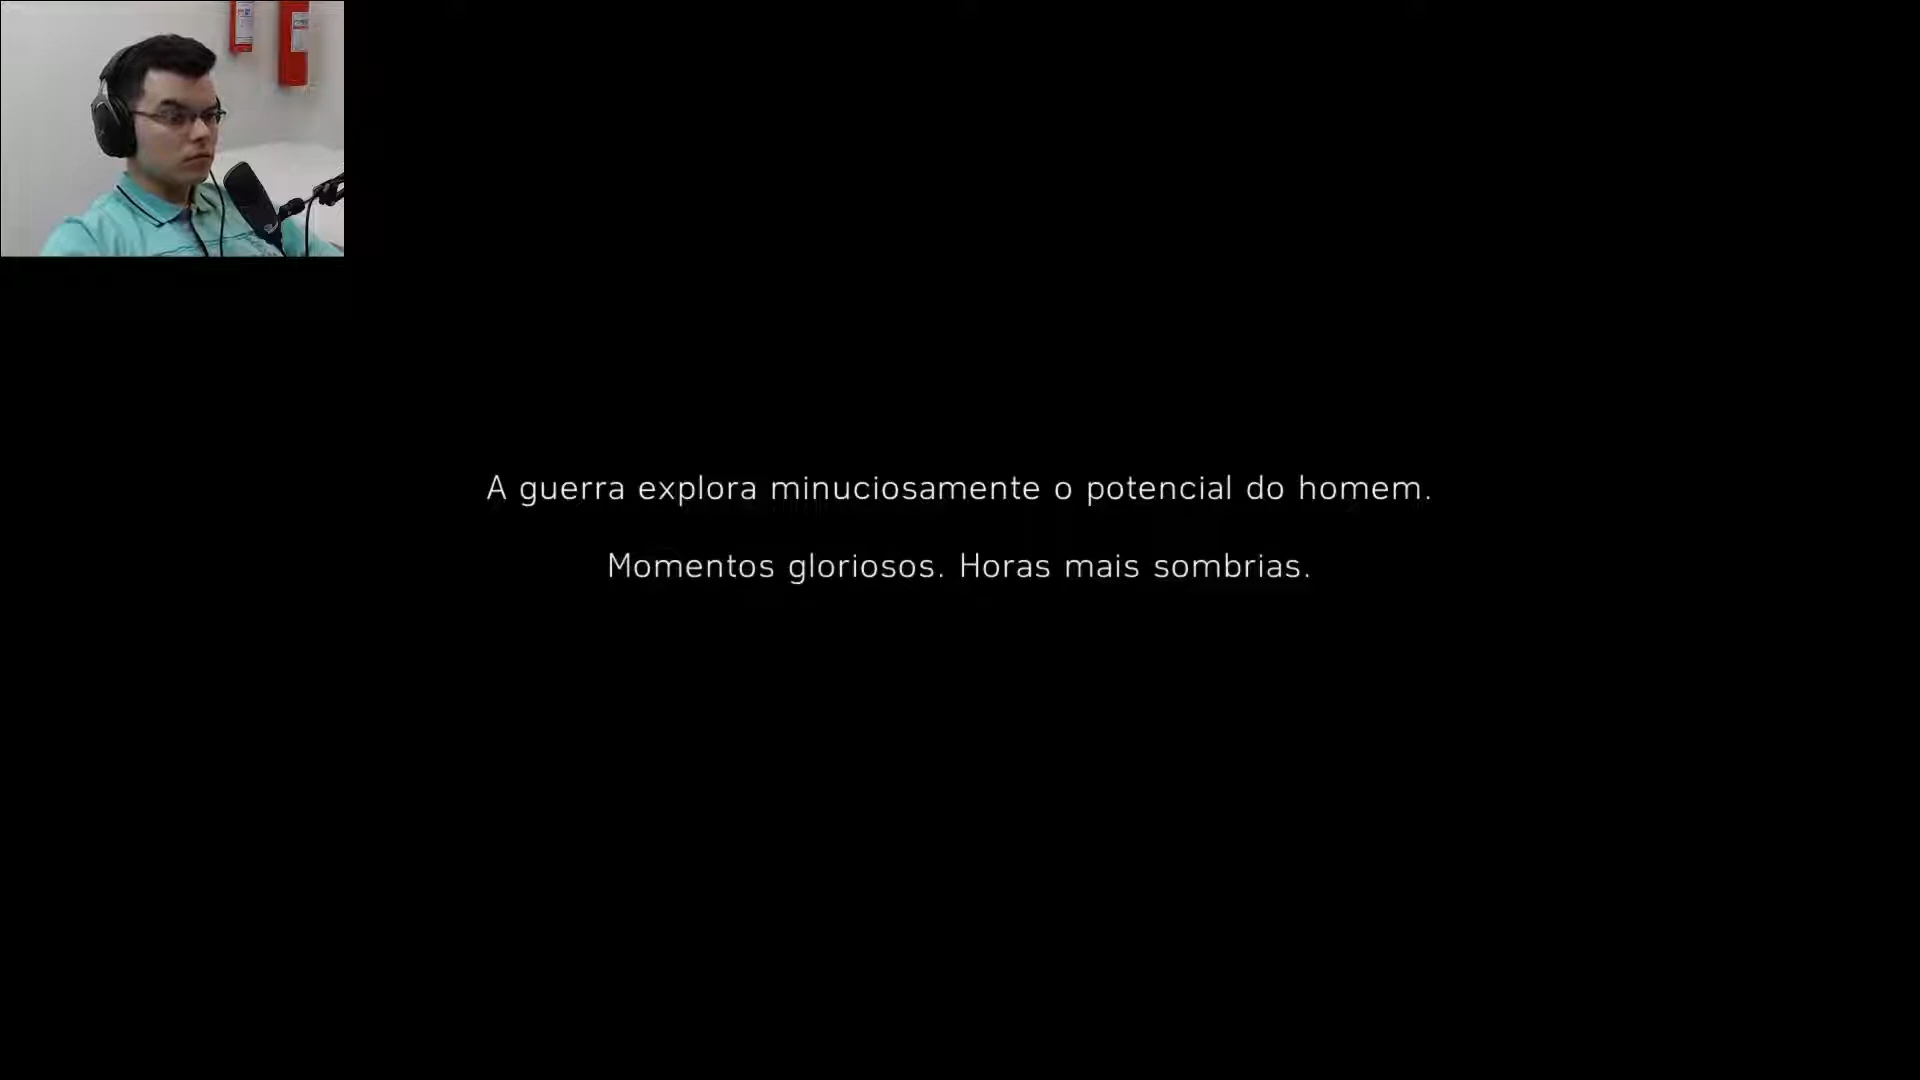 A guerra explora minuciosamente o potencial do homem.
Momentos gloriosos. Horas mais sombrias.